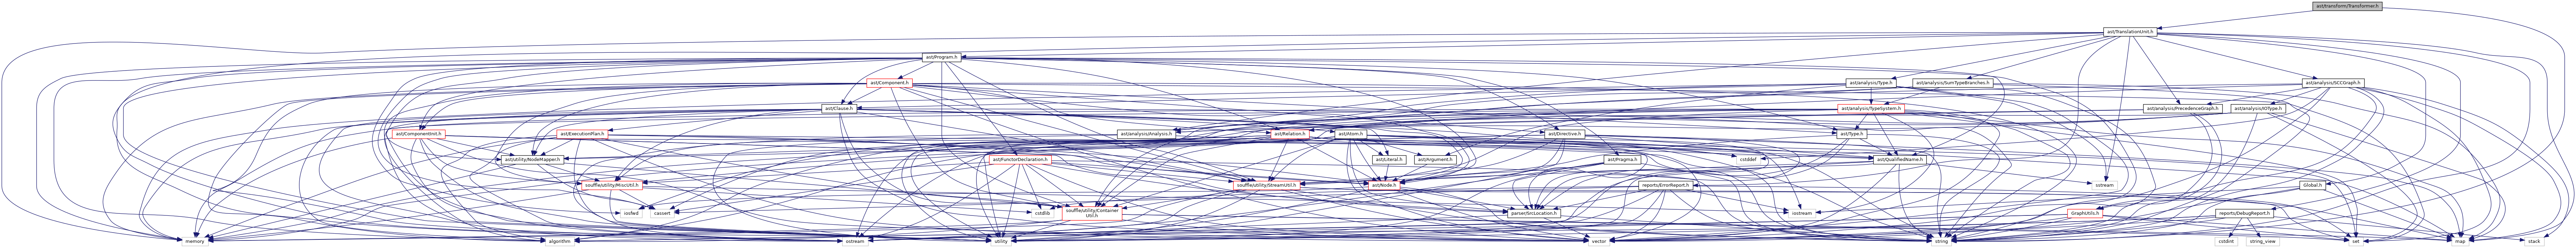 ast/transform/Transformer.h
ast/TranslationUnit.h
ast/Program.h
ast/Component.h
ast/analysis/Type.h
ast/analysis/SumTypeBranches.h
ast/analysis/SCCGraph.h
ast/Clause.h
ast/analysis/TypeSystem.h
ast/analysis/PrecedenceGraph.h
ast/analysis/IOType.h
ast/ComponentInit.h
ast/ExecutionPlan.h
ast/analysis/Analysis.h
ast/Relation.h
ast/Atom.h
ast/Directive.h
ast/Type.h
ast/utility/NodeMapper.h
ast/FunctorDeclaration.h
ast/Literal.h
ast/Argument.h
cstddef
ast/Pragma.h
ast/QualifiedName.h
souffle/utility/MiscUtil.h
souffle/utility/StreamUtil.h
ast/Node.h
reports/ErrorReport.h
sstream
Global.h
iosfwd
cassert
cstdlib
souffle/utility/Container
Util.h
parser/SrcLocation.h
iostream
GraphUtils.h
reports/DebugReport.h
memory
algorithm
ostream
utility
vector
string
cstdint
string_view
set
map
stack